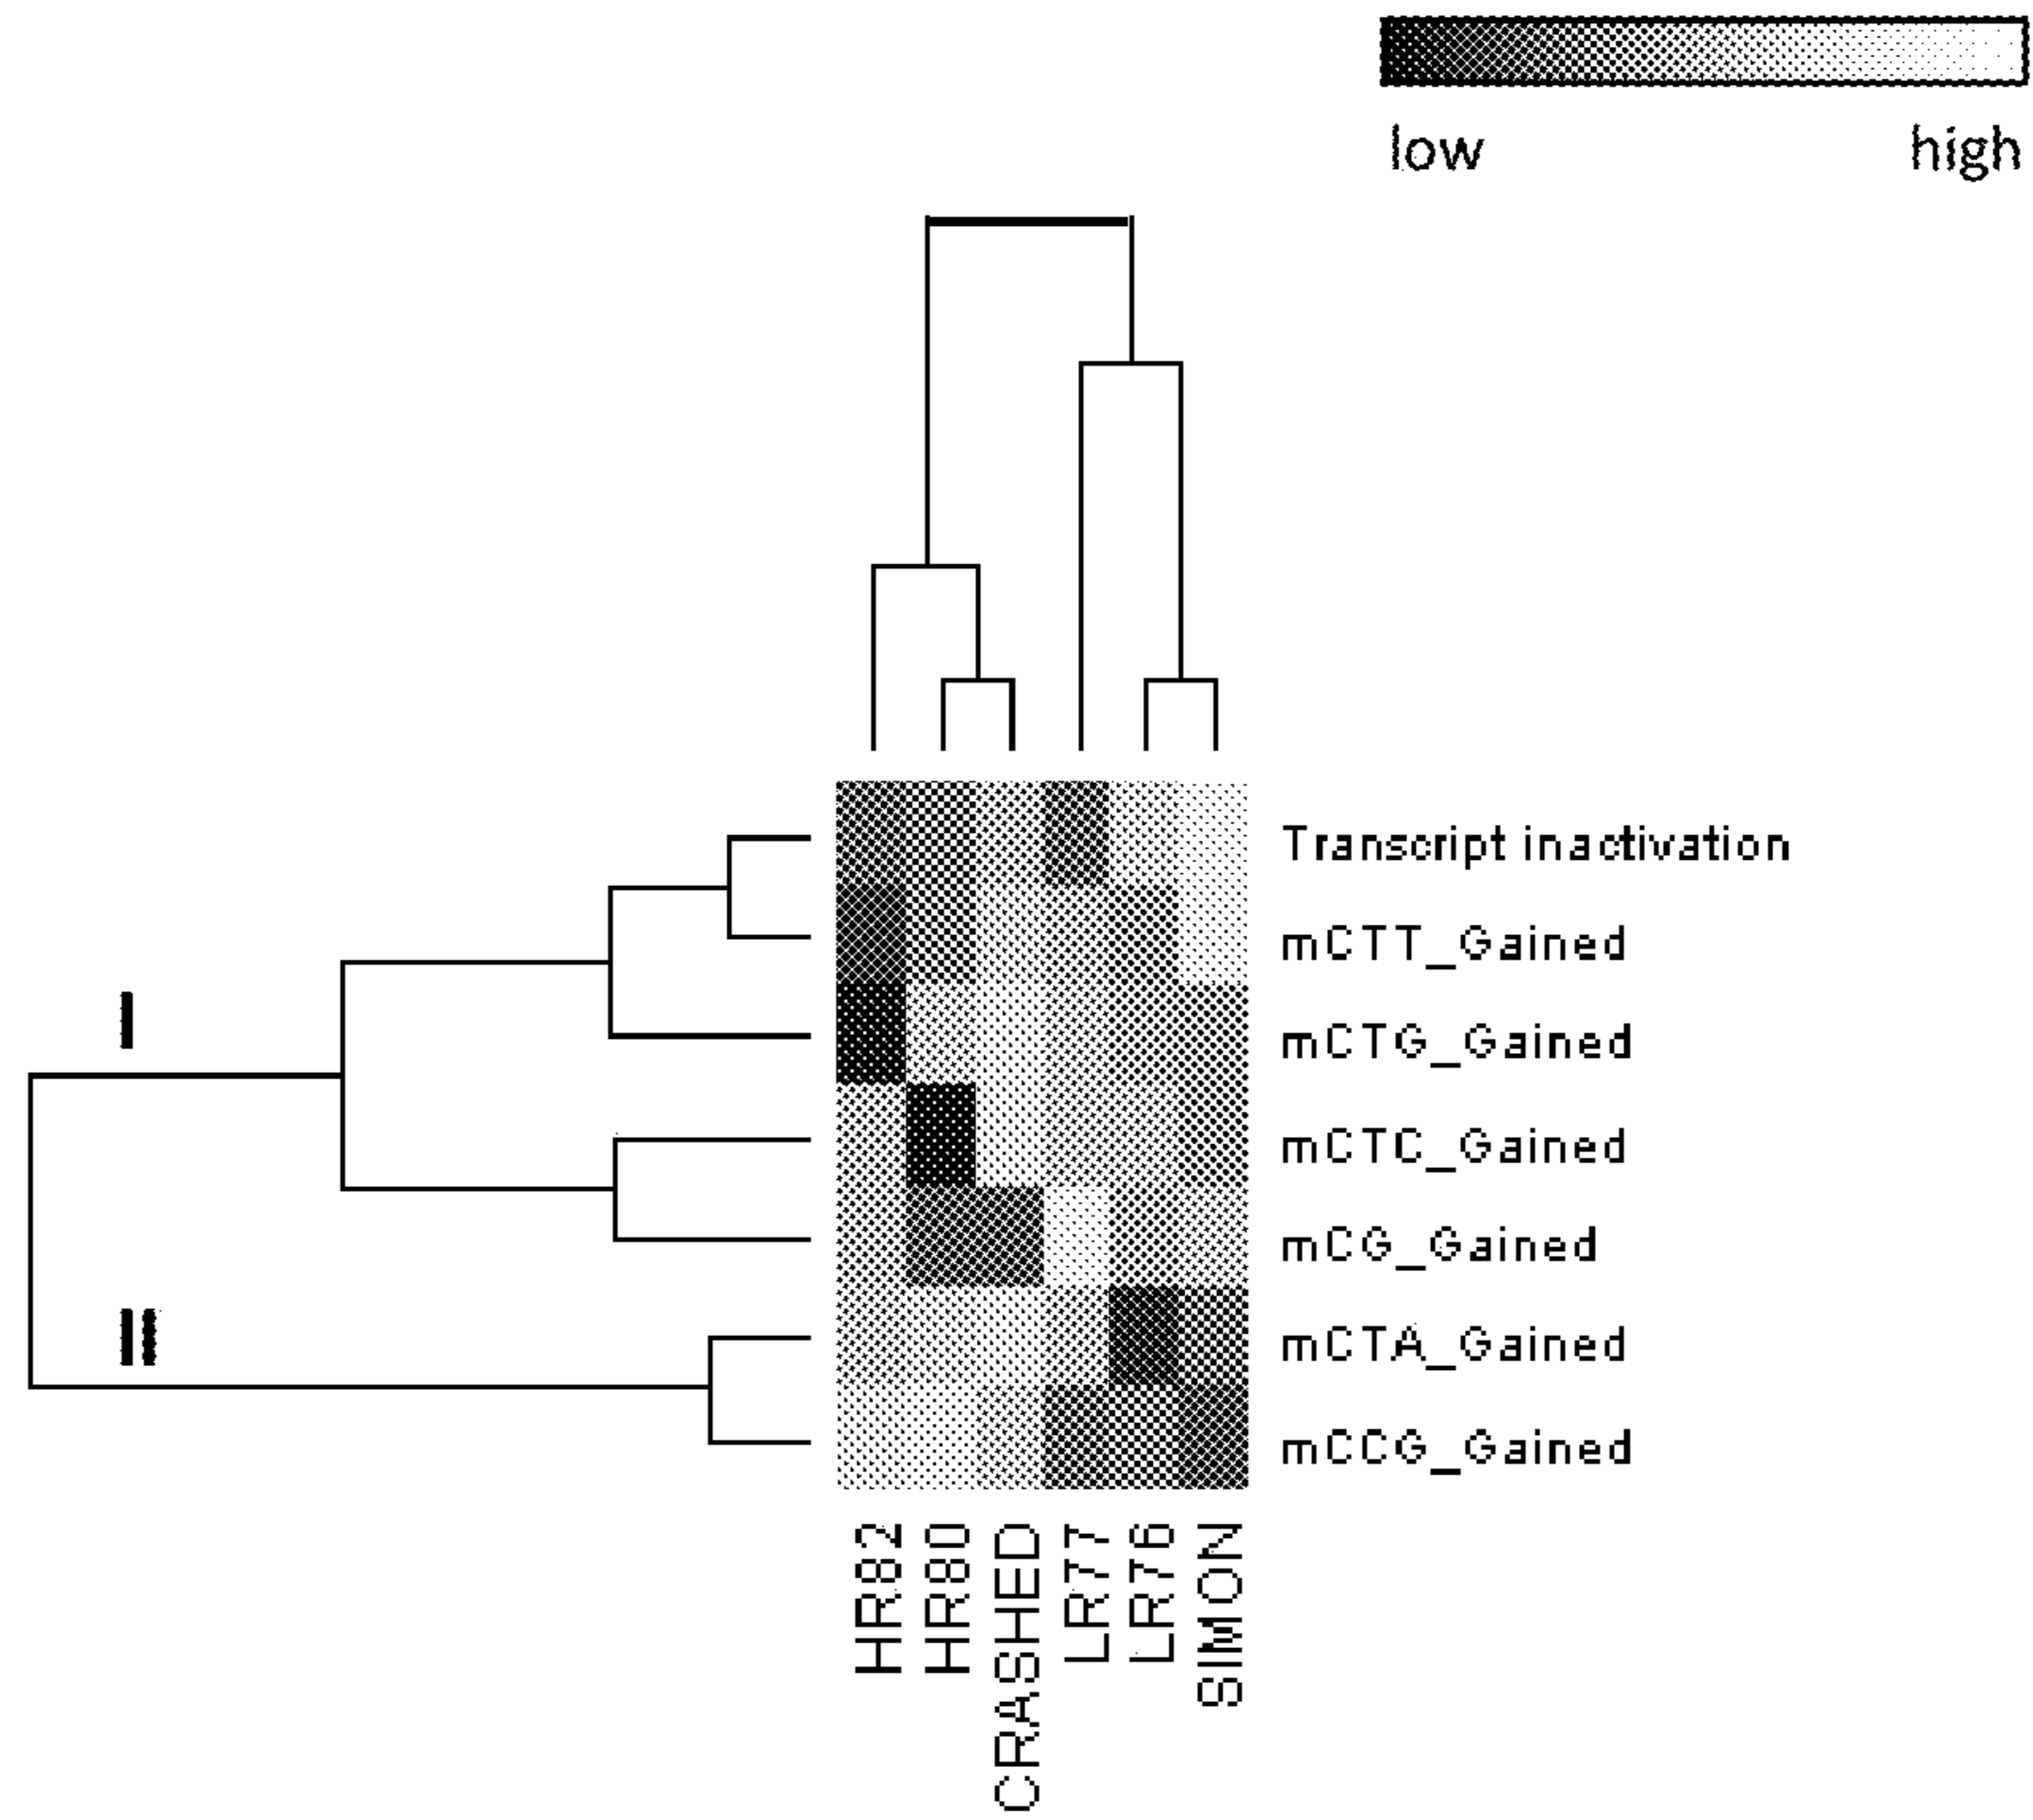 low high
Transcript inactivation
mCTT_Gained
I
mCTG_Gained
mCTC_Gained
mCG_Gained
II
mCTA_Gained
mCCG_Gained
HR82
HR80
CRASHED
LR77
LR76
SIMON